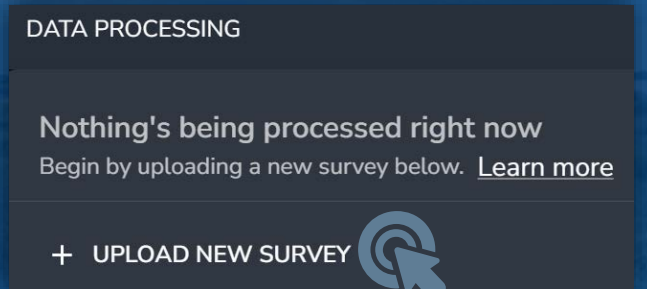 DATA PROCESSING
Nothing's being processed right now
Begin by uploading a new survey below. Learn more
+ UPLOAD NEW SURVEY